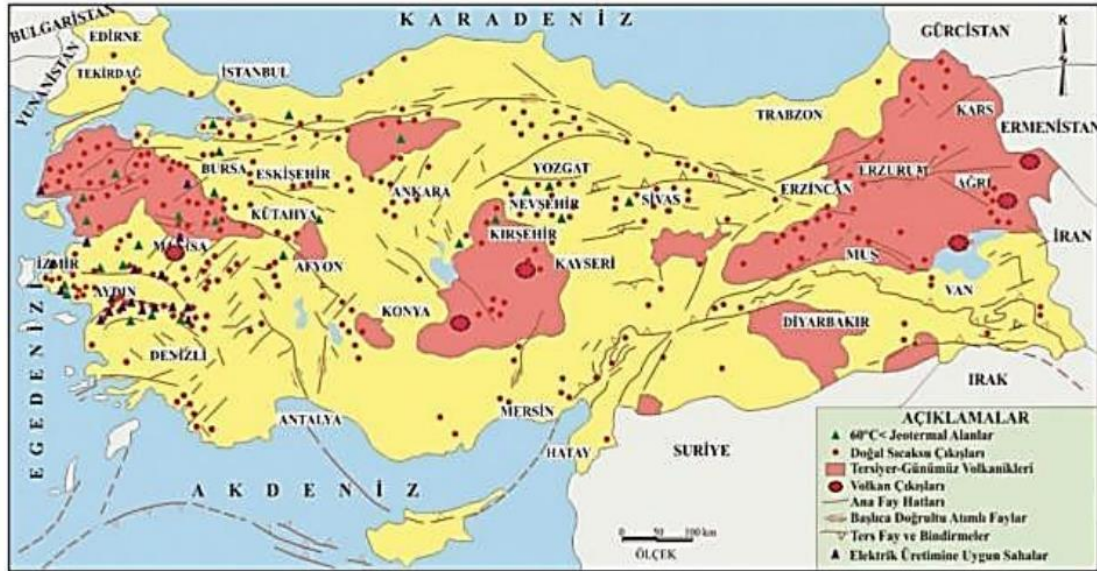 KARADENİZ
BULGARİSTAN
YUNANİSTAN
EDİRNE
TEKİRDAĞ
İSTANBUL
GÜRCİSTAN
K
TRABZON
KARS
ERMENİSTAN
BURSA
ESKİŞEHİR
ANKARA
YOZGAT
ERZİNCAN
ERZURUM
AĞRI
KÜTAHYA
NEVŞEHİR
SİVAS
KIRŞEHİR
İRAN
MANİSA
AFYON
KAYSERİ
MUŞ
VAN
İZMİR
AYDIN
KONYA
DİYARBAKIR
DENİZLİ
EGEDENİZİ
ANTALYA
MERSİN
HATAY
SURİYE
IRAK
AKDENİZ
0 50 100 km
ÖLÇEK
AÇIKLAMALAR
60°C< Jeotermal Alanlar
Doğal Sıcaksu Çıkışları
Tersiyer-Günümüz Volkanikleri
Volkan Çıkışları
Ana Fay Hatları
Başlıca Doğrultu Atımlı Faylar
Ters Fay ve Bindirmeler
Elektrik Üretimine Uygun Sahalar